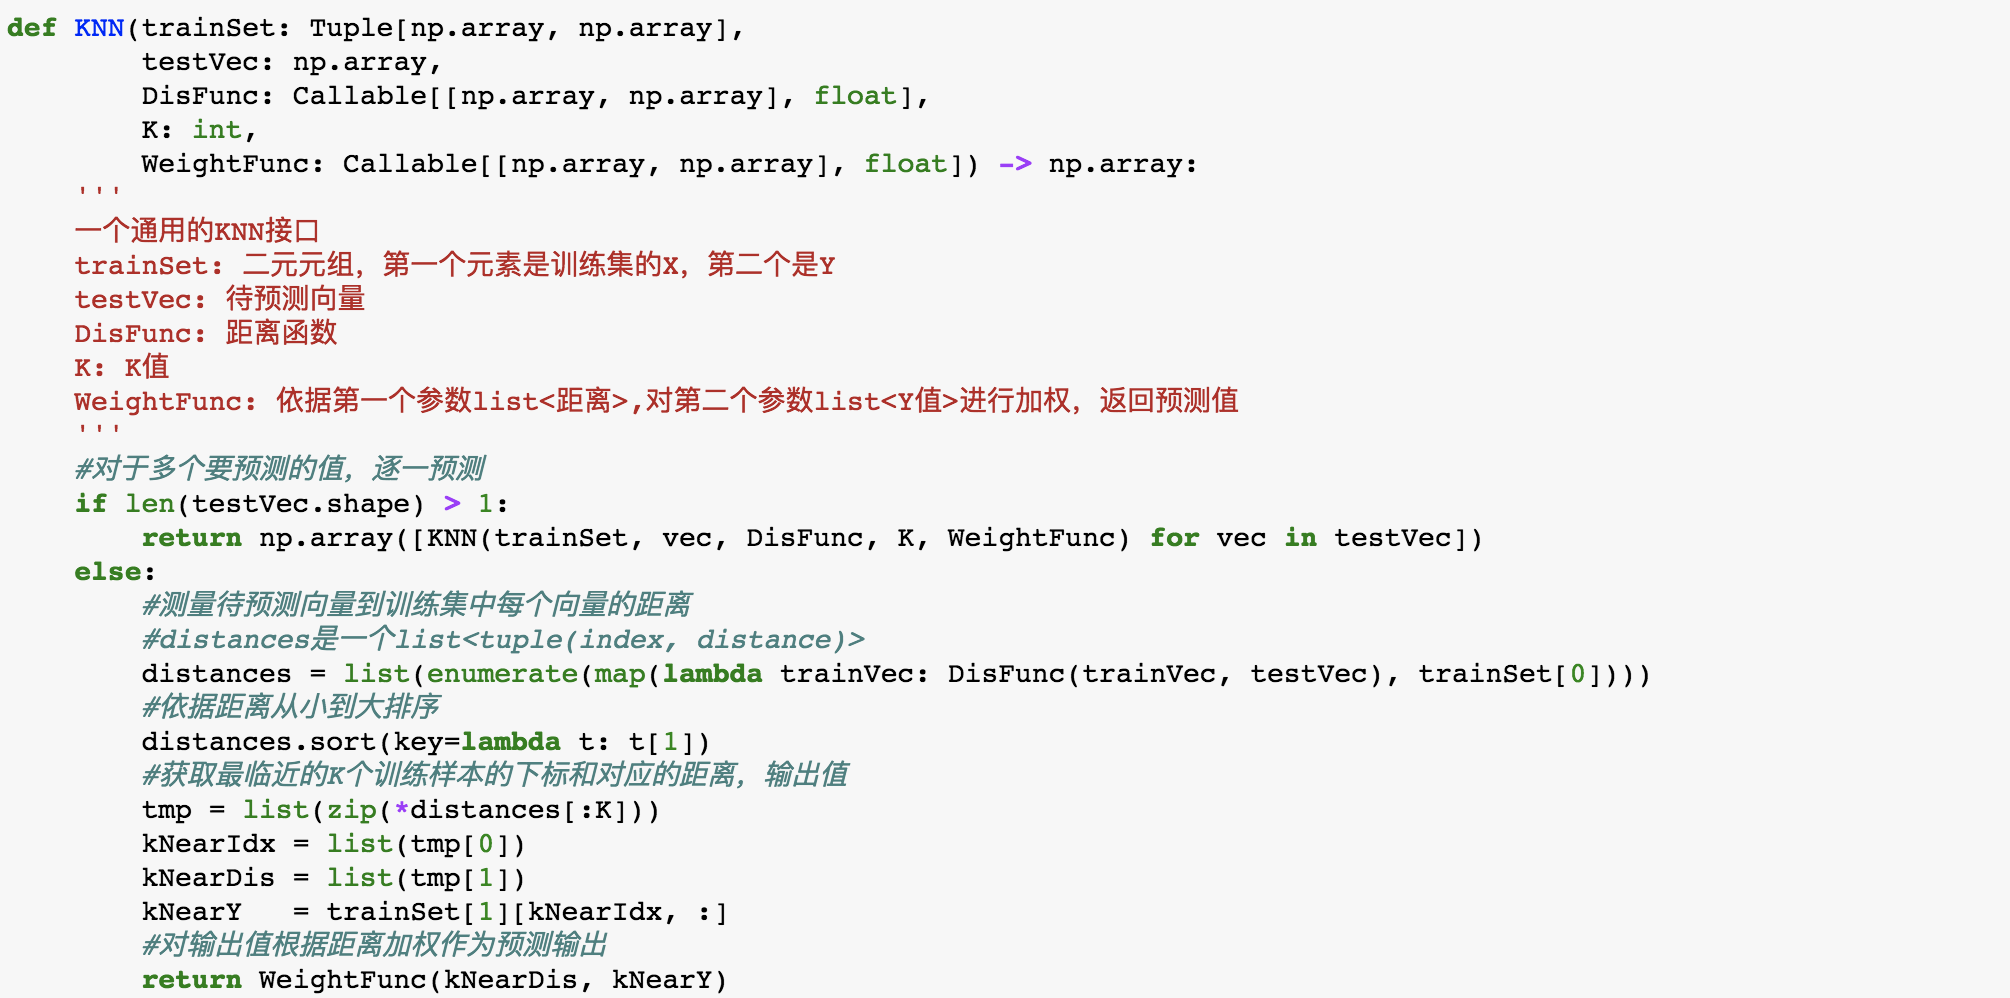 def KNN(trainSet: Tuple[np.array, np.array],
        testVec: np.array,
        DisFunc: Callable[[np.array, np.array], float],
        K: int,
        WeightFunc: Callable[[np.array, np.array], float]) -> np.array:
    '''
    一个通用的KNN接口
    trainSet: 二元元组，第一个元素是训练集的X，第二个是Y
    testVec: 待预测向量
    DisFunc: 距离函数
    K: K值
    WeightFunc: 依据第一个参数list<距离>,对第二个参数list<Y值>进行加权，返回预测值
    '''
    #对于多个要预测的值，逐一预测
    if len(testVec.shape) > 1:
        return np.array([KNN(trainSet, vec, DisFunc, K, WeightFunc) for vec in testVec])
    else:
        #测量待预测向量到训练集中每个向量的距离
        #distances是一个list<tuple(index, distance)>
        distances = list(enumerate(map(lambda trainVec: DisFunc(trainVec, testVec), trainSet[0])))
        #依据距离从小到大排序
        distances.sort(key=lambda t: t[1])
        #获取最临近的K个训练样本的下标和对应的距离，输出值
        tmp = list(zip(*distances[:K]))
        kNearIdx = list(tmp[0])
        kNearDis = list(tmp[1])
        kNearY   = trainSet[1][kNearIdx, :]
        #对输出值根据距离加权作为预测输出
        return WeightFunc(kNearDis, kNearY)